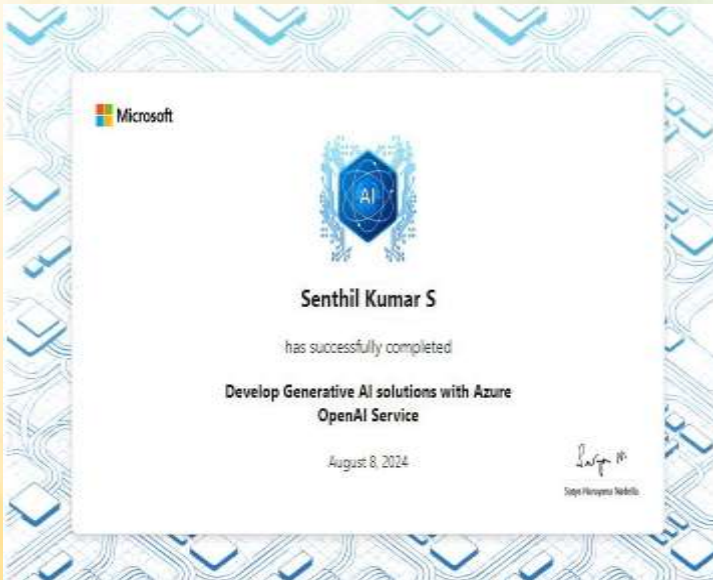 Microsoft
AI
Senthil Kumar S
has successfully completed
Develop Generative AI solutions with Azure
OpenAI Service
August 8, 2024
Satya Nadella